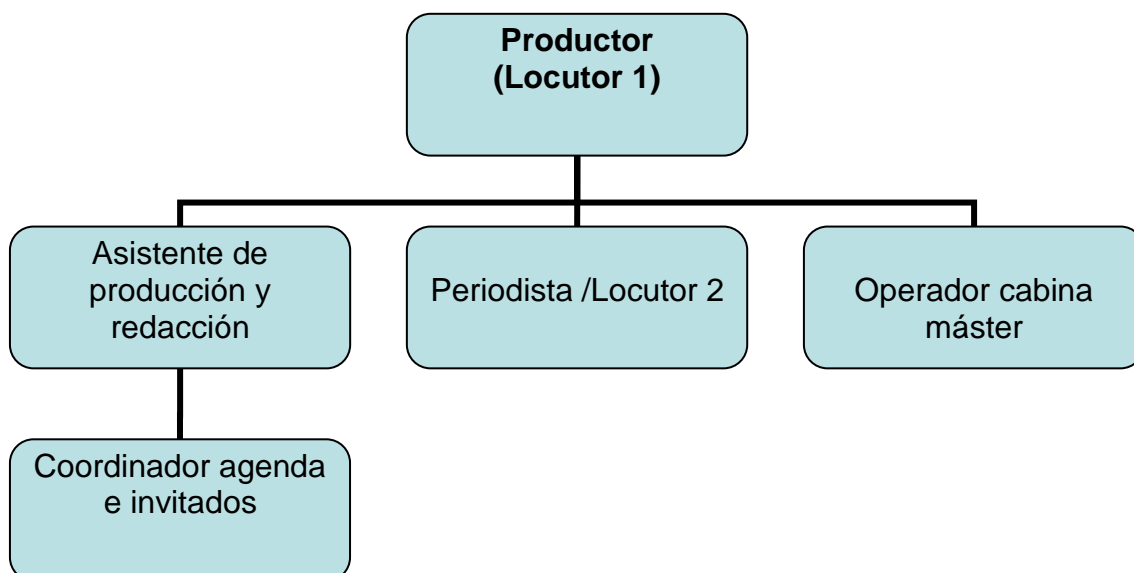 Productor
(Locutor 1)
Asistente de
producción y
redacción
Periodista /Locutor 2
Operador cabina
máster
Coordinador agenda
e invitados